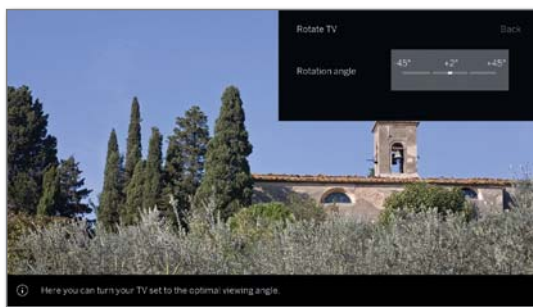 Rotate TV Back
Rotation angle
-45° +2° +45°
Here you can turn your TV set to the optimal viewing angle.